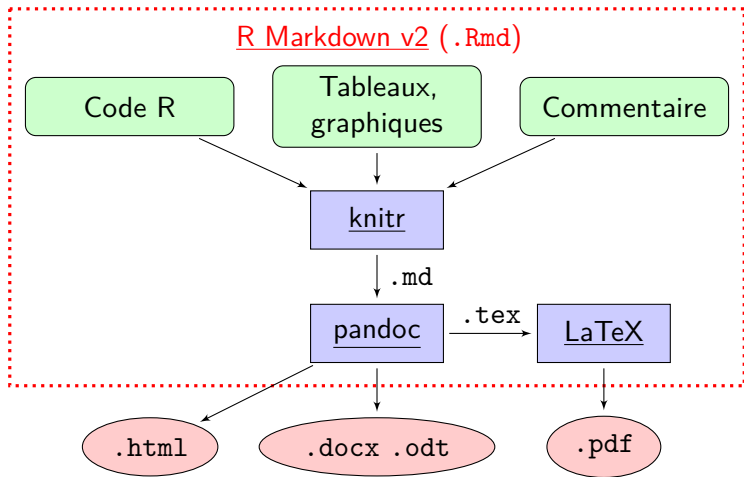 R Markdown v2 (.Rmd)
Code R
Tableaux,
graphiques
Commentaire
knitr
.md
pandoc
.tex
LaTeX
.html
.docx .odt
.pdf